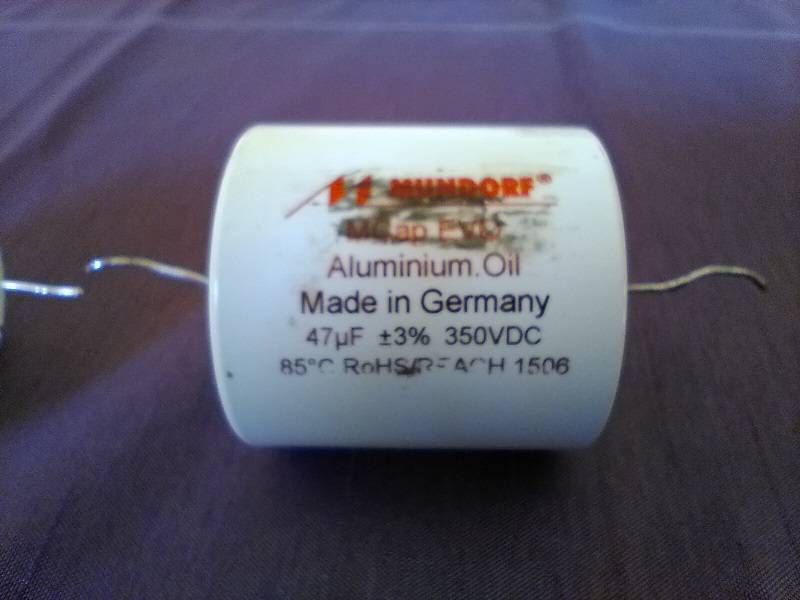 MUNDORF®
MCap EVO
Aluminium.Oil
Made in Germany
47µF ±3% 350VDC
85°C RoHS/REACH 1506